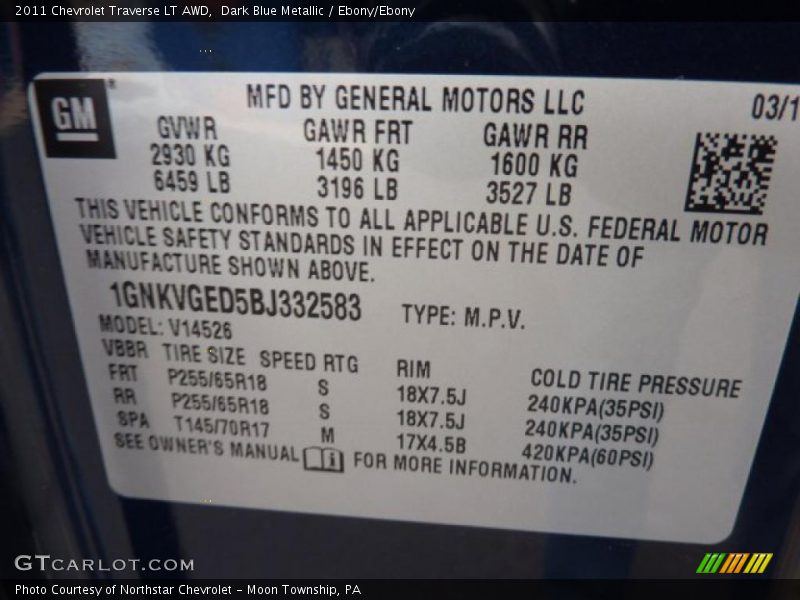 2011 Chevrolet Traverse LT AWD,  Dark Blue Metallic / Ebony/Ebony
GM
MFD BY GENERAL MOTORS LLC
03/1
GVWR GAWR FRT GAWR RR
2930 KG 1450 KG 1600 KG
6459 LB 3196 LB 3527 LB
THIS VEHICLE CONFORMS TO ALL APPLICABLE U.S. FEDERAL MOTOR
VEHICLE SAFETY STANDARDS IN EFFECT ON THE DATE OF
MANUFACTURE SHOWN ABOVE.
1GNKVGED5BJ332583 TYPE: M.P.V.
MODEL: V14526
VBBR TIRE SIZE SPEED RTG RIM COLD TIRE PRESSURE
FRT P255/65R18 S 18X7.5J 240KPA(35PSI)
RR P255/65R18 S 18X7.5J 240KPA(35PSI)
SPA T145/70R17 M 17X4.5B 420KPA(60PSI)
SEE OWNER'S MANUAL i FOR MORE INFORMATION.
GTCARLOT.COM
Photo Courtesy of Northstar Chevrolet - Moon Township, PA